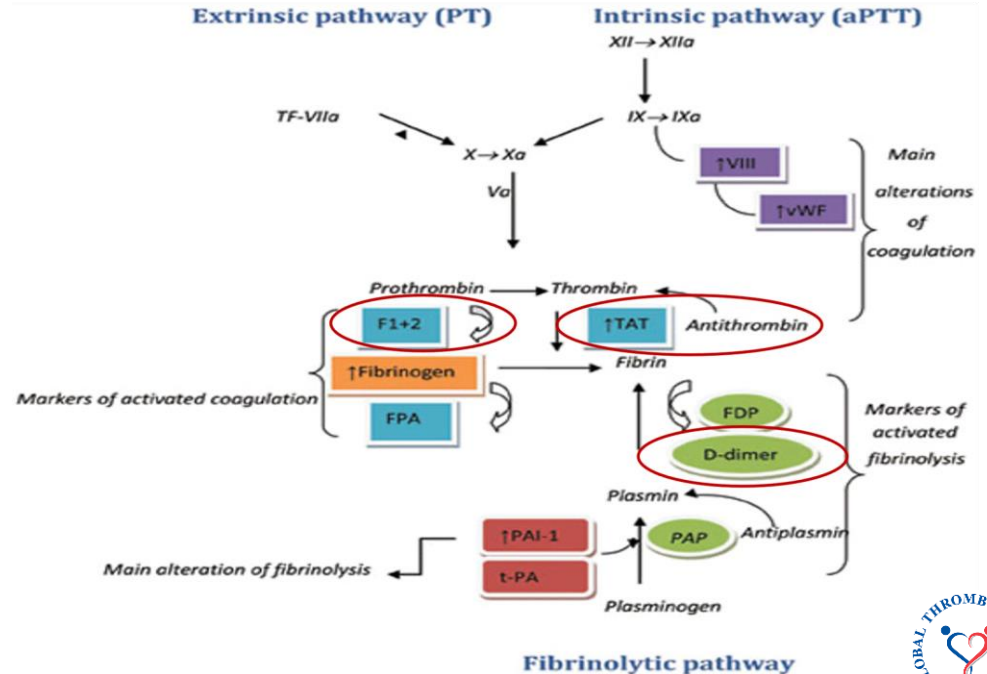 Extrinsic pathway (PT)
Intrinsic pathway (aPTT)
XII→XIIa
TF-VIIa
IX→IXa
X→Xa
Va
↑VIII
↑vWF
Main
alterations
of
coagulation
Prothrombin
Thrombin
F1+2
↑TAT
Antithrombin
↑Fibrinogen
Fibrin
Markers of activated coagulation
FPA
FDP
D-dimer
Markers of
activated
fibrinolysis
Plasmin
↑PAI-1
PAP
Antiplasmin
Main alteration of fibrinolysis
t-PA
Plasminogen
Fibrinolytic pathway